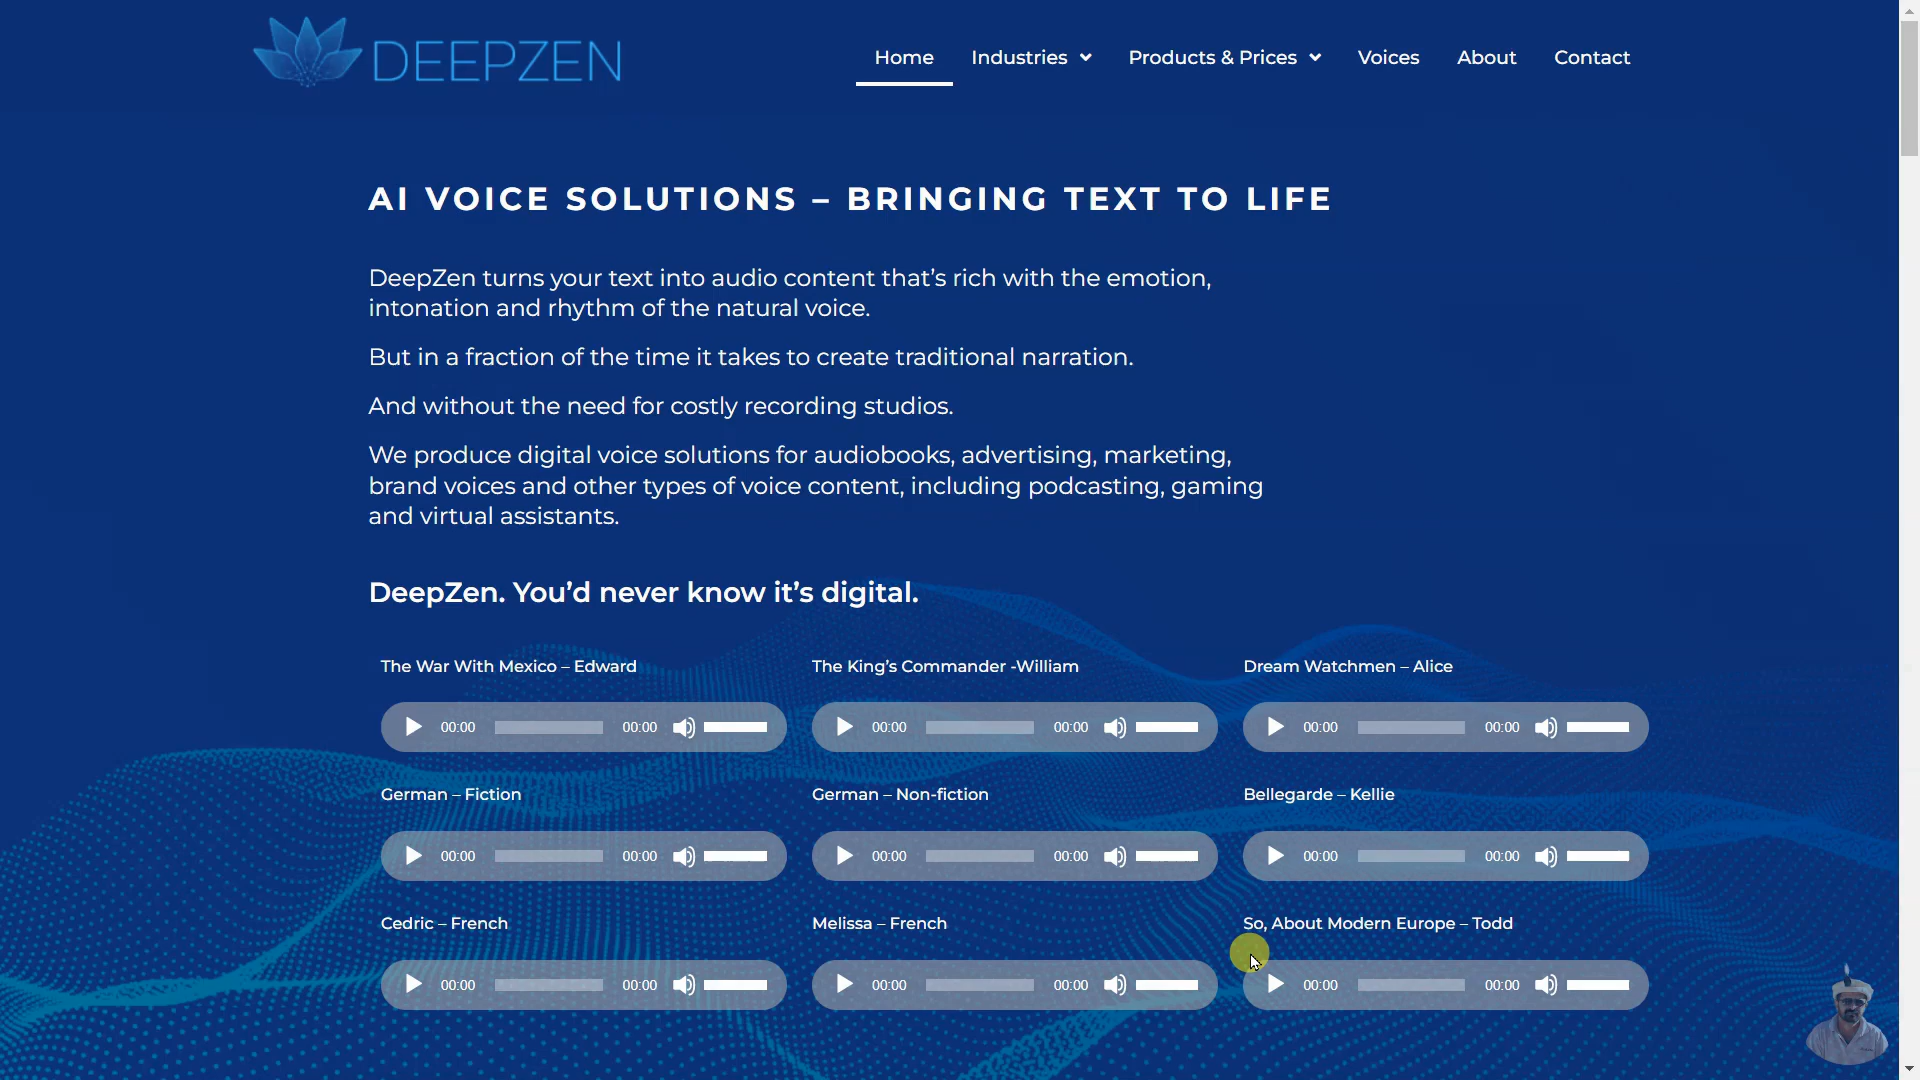 DEEPZEN
Home
Industries
Products & Prices
Voices
About
Contact
AI VOICE SOLUTIONS – BRINGING TEXT TO LIFE
DeepZen turns your text into audio content that’s rich with the emotion,
intonation and rhythm of the natural voice.
But in a fraction of the time it takes to create traditional narration.
And without the need for costly recording studios.
We produce digital voice solutions for audiobooks, advertising, marketing,
brand voices and other types of voice content, including podcasting, gaming
and virtual assistants.
DeepZen. You’d never know it’s digital.
The War With Mexico – Edward
The King’s Commander -William
Dream Watchmen – Alice
00:00 00:00
00:00 00:00
00:00 00:00
German – Fiction
German – Non-fiction
Bellegarde – Kellie
00:00 00:00
00:00 00:00
00:00 00:00
Cedric – French
Melissa – French
So, About Modern Europe – Todd
00:00 00:00
00:00 00:00
00:00 00:00